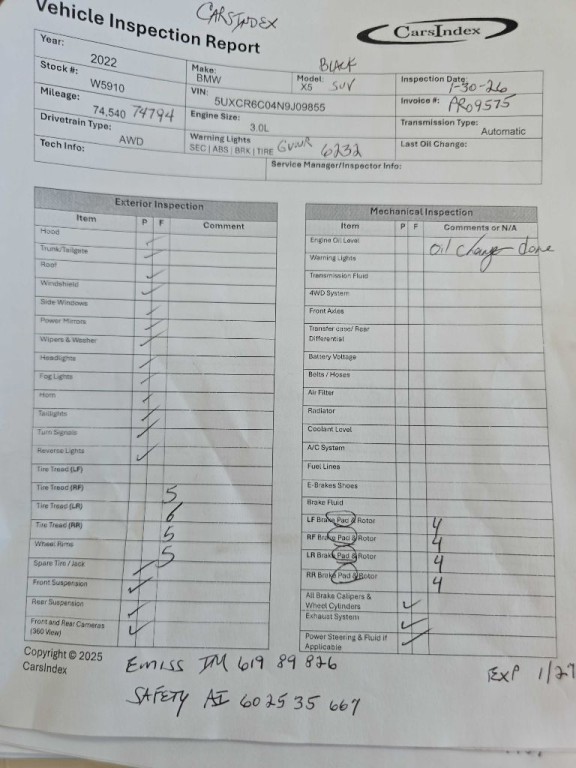 CARSINDEX
Vehicle Inspection Report
CarsIndex
Year: 2022
Make: BMW
Model: X5 SUV BLACK
Inspection Date: 1-30-26
Stock #: W5910
VIN: 5UXCR6C04N9J09855
Invoice #: PRO9575
Mileage: 74,540 74794
Engine Size: 3.0L
Transmission Type: Automatic
Drivetrain Type: AWD
Warning Lights
SEC | ABS | BRK | TIRE GVWR 6232
Last Oil Change:
Tech Info:
Service Manager/Inspector Info:
Exterior Inspection
Item P F Comment
Hood
Trunk/Tailgate
Roof
Windshield
Side Windows
Power Mirrors
Wipers & Washer
Headlights
Fog Lights
Horn
Taillights
Turn Signals
Reverse Lights
Tire Tread (LF)
Tire Tread (RF) 5
Tire Tread (LR) 6
Tire Tread (RR) 5
Wheel Rims 5
Spare Tire / Jack
Front Suspension
Rear Suspension
Front and Rear Cameras
(360 View)
Mechanical Inspection
Item P F Comments or N/A
Engine Oil Level oil change done
Warning Lights
Transmission Fluid
4WD System
Front Axles
Transfer case/ Rear
Differential
Battery Voltage
Belts / Hoses
Air Filter
Radiator
Coolant Level
A/C System
Fuel Lines
E-Brakes Shoes
Brake Fluid
LF Brake Pad & Rotor 4
RF Brake Pad & Rotor 4
LR Brake Pad & Rotor 4
RR Brake Pad & Rotor 4
All Brake Calipers &
Wheel Cylinders
Exhaust System
Power Steering & Fluid if
Applicable
Copyright © 2025
CarsIndex
Emiss IM 619 89 826
EXP 1/27
SAFETY AI 602535 667